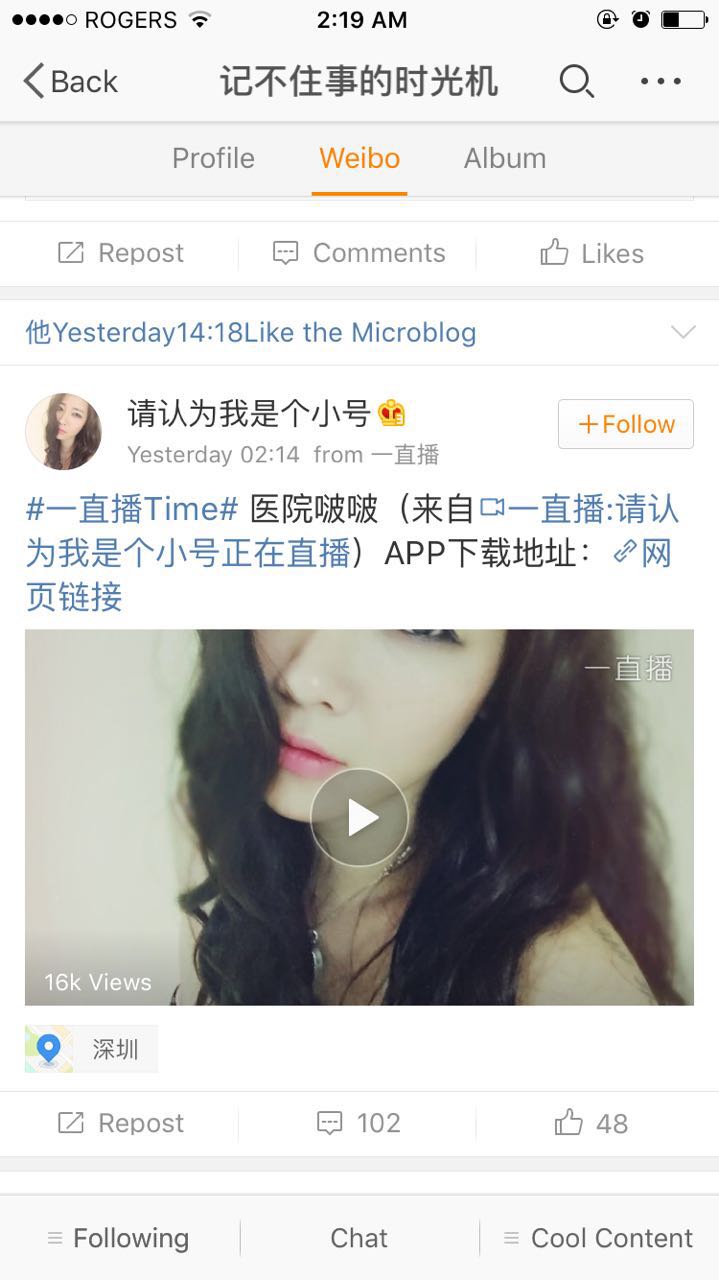 ROGERS 2:19 AM
Back 记不住事的时光机
Profile Weibo Album
Repost Comments Likes
他Yesterday14:18Like the Microblog
请认为我是个小号
+Follow
Yesterday 02:14 from 一直播
#一直播Time# 医院啵啵（来自一直播:请认
为我是个小号正在直播）APP下载地址：网
页链接
一直播
16k Views
深圳
Repost 102 48
Following Chat Cool Content